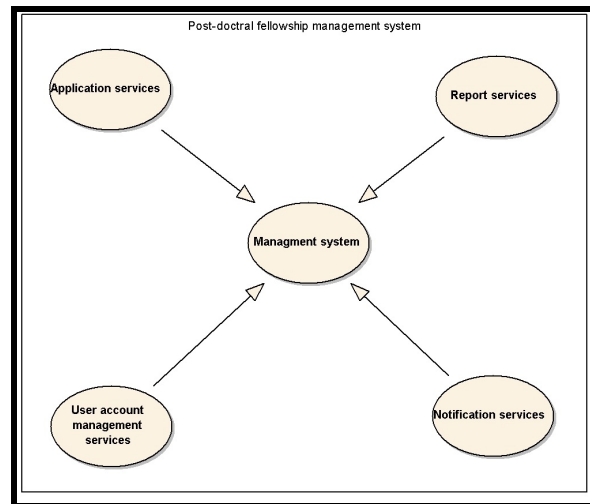 Post-doctral fellowship management system
Application services
Report services
Managment system
User account
management
services
Notification services